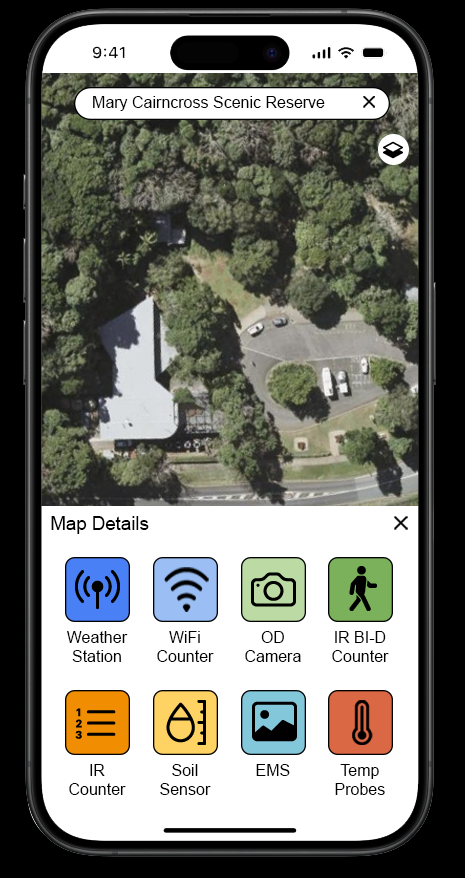 9:41
Mary Cairncross Scenic Reserve
Map Details
Weather
Station
WiFi
Counter
OD
Camera
IR BI-D
Counter
1
2
3
IR
Counter
Soil
Sensor
EMS
Temp
Probes